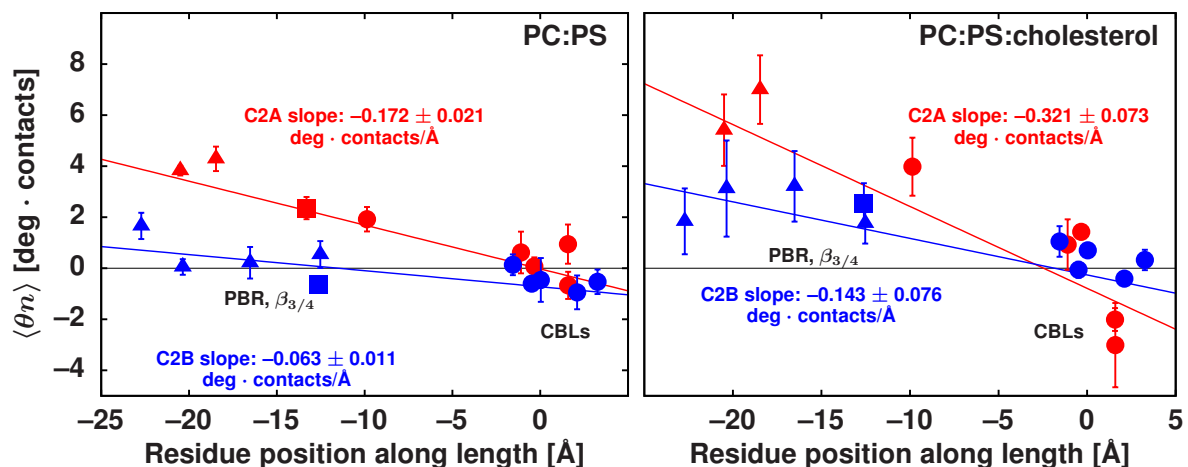 PC:PS
PC:PS:cholesterol
⟨θn⟩ [deg · contacts]
8
6
4
2
0
−2
−4
C2A slope: −0.172 ± 0.021
deg · contacts/Å
PBR, β3/4
CBLs
C2B slope: −0.063 ± 0.011
deg · contacts/Å
−25 −20 −15 −10 −5 0
Residue position along length [Å]
C2A slope: −0.321 ± 0.073
deg · contacts/Å
PBR, β3/4
C2B slope: −0.143 ± 0.076
deg · contacts/Å
CBLs
−20 −15 −10 −5 0 5
Residue position along length [Å]